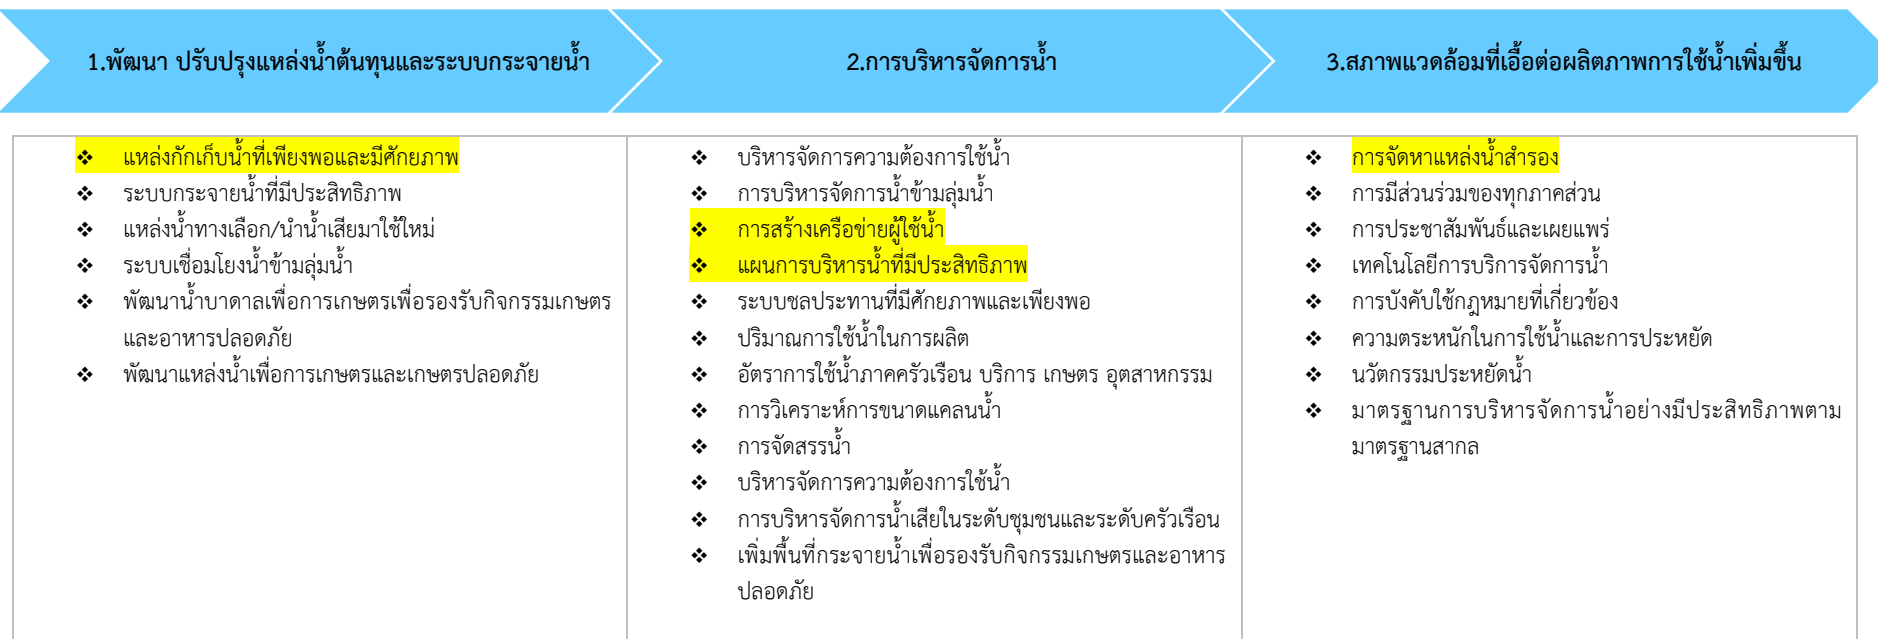 1.พัฒนา ปรับปรุงแหล่งน้ำต้นทุนและระบบกระจายน้ำ
2.การบริหารจัดการน้ำ
3.สภาพแวดล้อมที่เอื้อต่อผลิตภาพการใช้น้ำเพิ่มขึ้น
❖ แหล่งกักเก็บน้ำที่เพียงพอและมีศักยภาพ
❖ ระบบกระจายน้ำที่มีประสิทธิภาพ
❖ แหล่งน้ำทางเลือก/นำน้ำเสียมาใช้ใหม่
❖ ระบบเชื่อมโยงน้ำข้ามลุ่มน้ำ
❖ พัฒนาน้ำบาดาลเพื่อการเกษตรเพื่อรองรับกิจกรรมเกษตร
และอาหารปลอดภัย
❖ พัฒนาแหล่งน้ำเพื่อการเกษตรและเกษตรปลอดภัย
❖ บริหารจัดการความต้องการใช้น้ำ
❖ การบริหารจัดการน้ำข้ามลุ่มน้ำ
❖ การสร้างเครือข่ายผู้ใช้น้ำ
❖ แผนการบริหารน้ำที่มีประสิทธิภาพ
❖ ระบบชลประทานที่มีศักยภาพและเพียงพอ
❖ ปริมาณการใช้น้ำในการผลิต
❖ อัตราการใช้น้ำภาคครัวเรือน บริการ เกษตร อุตสาหกรรม
❖ การวิเคราะห์การขนาดแคลนน้ำ
❖ การจัดสรรน้ำ
❖ บริหารจัดการความต้องการใช้น้ำ
❖ การบริหารจัดการน้ำเสียในระดับชุมชนและระดับครัวเรือน
❖ เพิ่มพื้นที่กระจายน้ำเพื่อรองรับกิจกรรมเกษตรและอาหาร
ปลอดภัย
❖ การจัดหาแหล่งน้ำสำรอง
❖ การมีส่วนร่วมของทุกภาคส่วน
❖ การประชาสัมพันธ์และเผยแพร่
❖ เทคโนโลยีการบริการจัดการน้ำ
❖ การบังคับใช้กฎหมายที่เกี่ยวข้อง
❖ ความตระหนักในการใช้น้ำและการประหยัด
❖ นวัตกรรมประหยัดน้ำ
❖ มาตรฐานการบริหารจัดการน้ำอย่างมีประสิทธิภาพตาม
มาตรฐานสากล